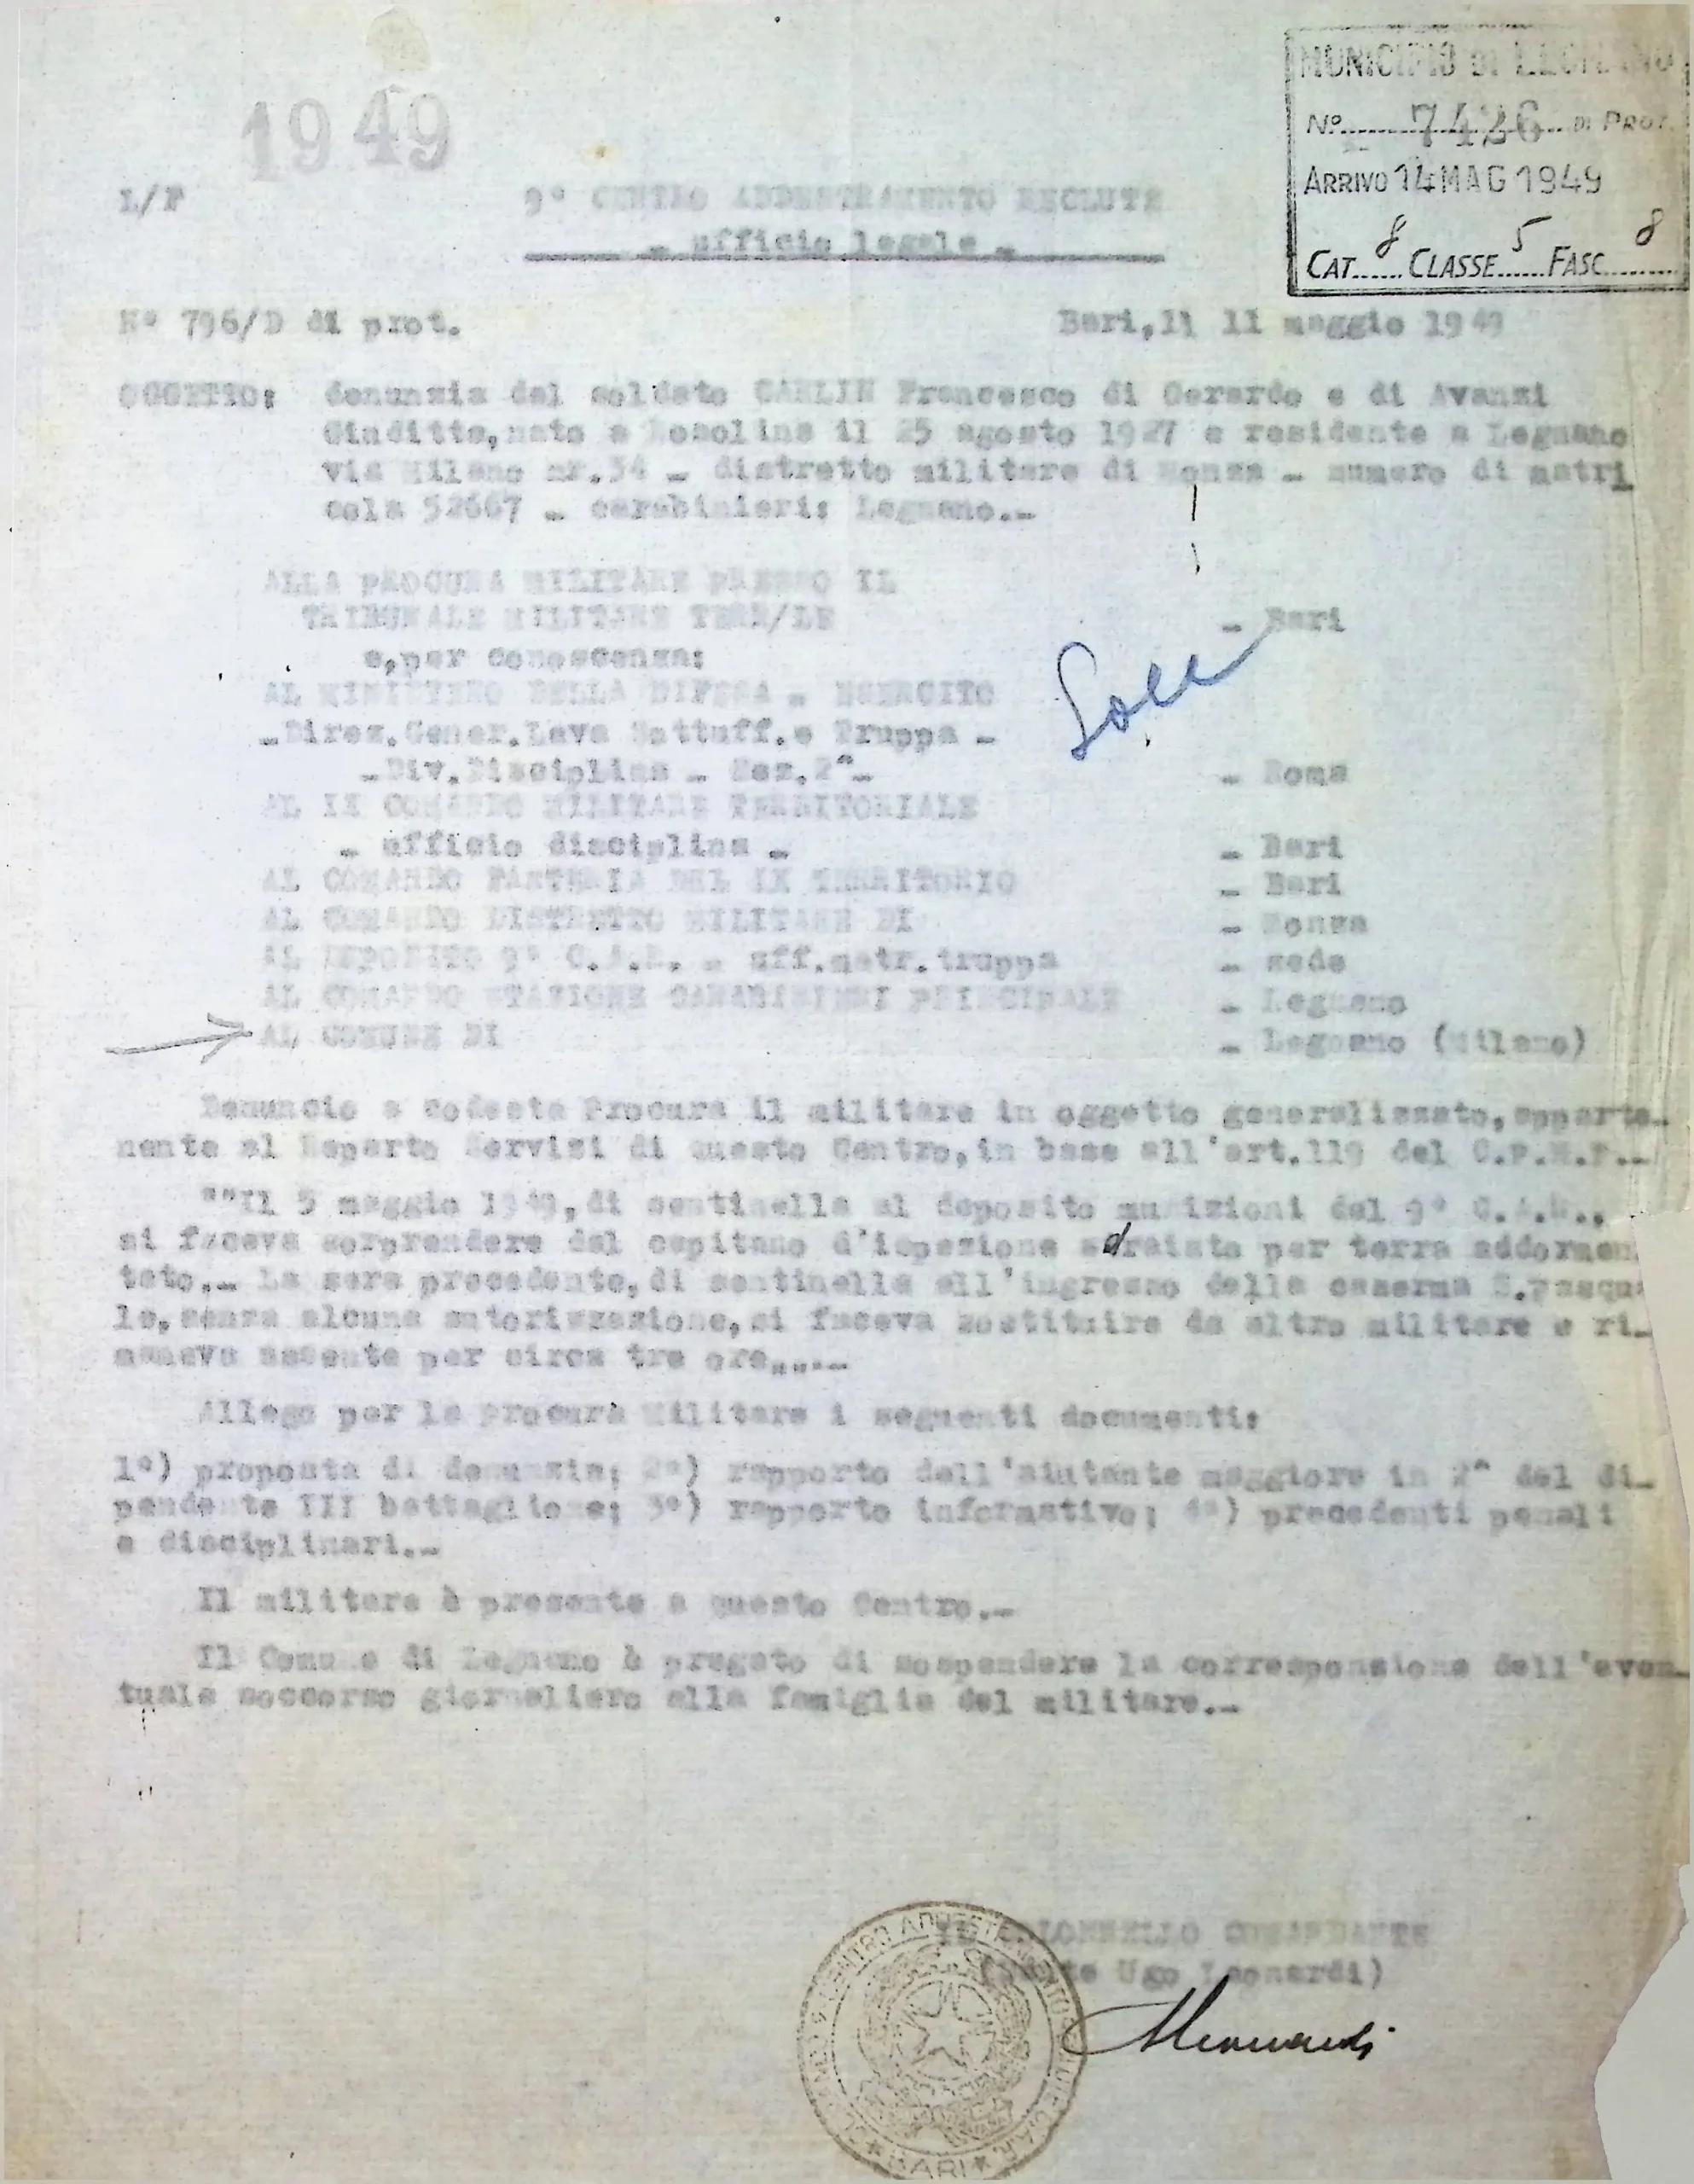 1949
MUNICIPIO DI LEGNANO
N° 7426 DI PROT.
ARRIVO 14 MAG 1949
CAT. 8 CLASSE 5 FASC. 8
L/F
9° CENTRO ADDESTRAMENTO RECLUTE
- ufficio legale -
N° 796/D di prot.
Bari, li 11 maggio 1949
OGGETTO: denunzia del soldato CARLIN Francesco di Gerardo e di Avanzi
Giuditta, nato a Rosolina il 25 agosto 1927 e residente a Legnano
via Milano nr.34 - distretto militare di Monza - numero di matri
cola 52667 - carabinieri: Legnano.-
ALLA PROCURA MILITARE PRESSO IL
TRIBUNALE MILITARE TERR/LE - Bari
e,per conoscenza:
AL MINISTERO DELLA DIFESA - ESERCITO
-Direz.Gener.Leva Sottuff.e Truppa -
-Div.Disciplina - Sez.2^- - Roma
AL IX COMANDO MILITARE TERRITORIALE
- ufficio disciplina - - Bari
AL COMANDO FANTERIA DEL IX TERRITORIO - Bari
AL COMANDO DISTRETTO MILITARE DI - Monza
AL DEPOSITO 9° C.A.R. - uff.matr.truppa - sede
AL COMANDO STAZIONE CARABINIERI PRINCIPALE - Legnano
AL COMUNE DI - Legnano (Milano)
Denuncio a codesta Procura il militare in oggetto generalizzato, apparte-
nente al Reparto Servizi di questo Centro, in base all'art.119 del C.P.M.P.-
""Il 5 maggio 1949, di sentinella al deposito munizioni del 9° C.A.R.,
si faceva sorprendere dal capitano d'ispezione sdraiato per terra addormen
tato.- La sera precedente, di sentinella all'ingresso della caserma S.Pasqua
le, senza alcuna autorizzazione, si faceva sostituire da altro militare e ri-
maneva assente per circa tre ore"".-
Allego per la Procura Militare i seguenti documenti:
1°) proposta di denunzia; 2°) rapporto dell'aiutante maggiore in 2^ del di-
pendente III battaglione; 3°) rapporto informativo; 4°) precedenti penali
e disciplinari.-
Il militare è presente a questo Centro.-
Il Comune di Legnano è pregato di sospendere la corresponsione dell'even-
tuale soccorso giornaliero alla famiglia del militare.-
IL COLONNELLO COMANDANTE
Ugo Leonardi)